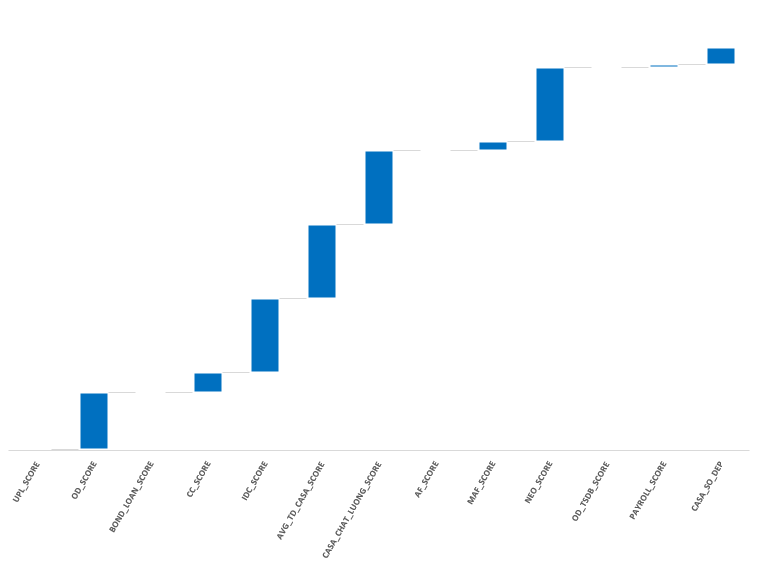 UPL_SCORE
OD_SCORE
BOND_LOAN_SCORE
CC_SCORE
IDC_SCORE
AVG_TD_CASA_SCORE
CASA_CHAT_LUONG_SCORE
AF_SCORE
MAF_SCORE
NEO_SCORE
OD_TSDB_SCORE
PAYROLL_SCORE
CASA_SO_DEP